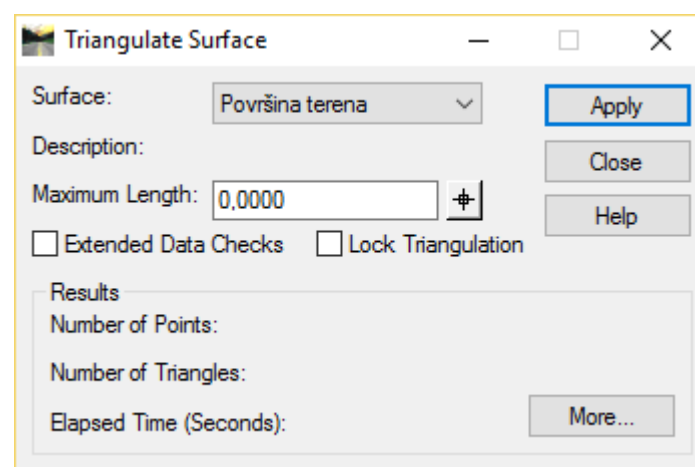 Triangulate Surface
Surface: Površina terena Apply
Description: Close
Maximum Length: 0,0000 Help
Extended Data Checks Lock Triangulation
Results
Number of Points:
Number of Triangles:
Elapsed Time (Seconds): More...